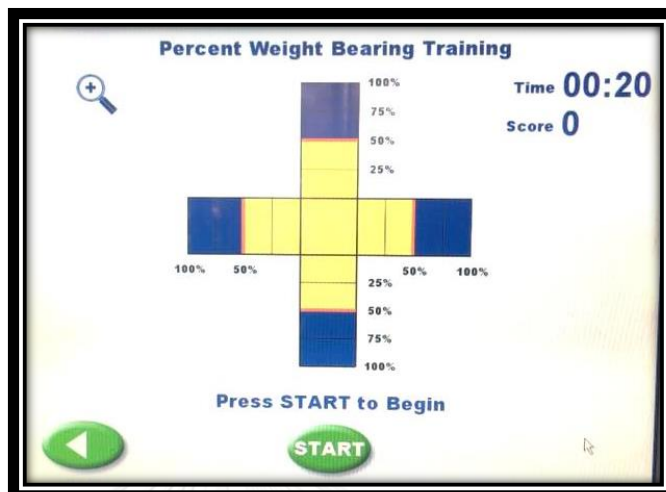 Percent Weight Bearing Training
Time 00:20
Score 0
100%
75%
50%
25%
100% 50%
50% 100%
25%
50%
75%
100%
Press START to Begin
START